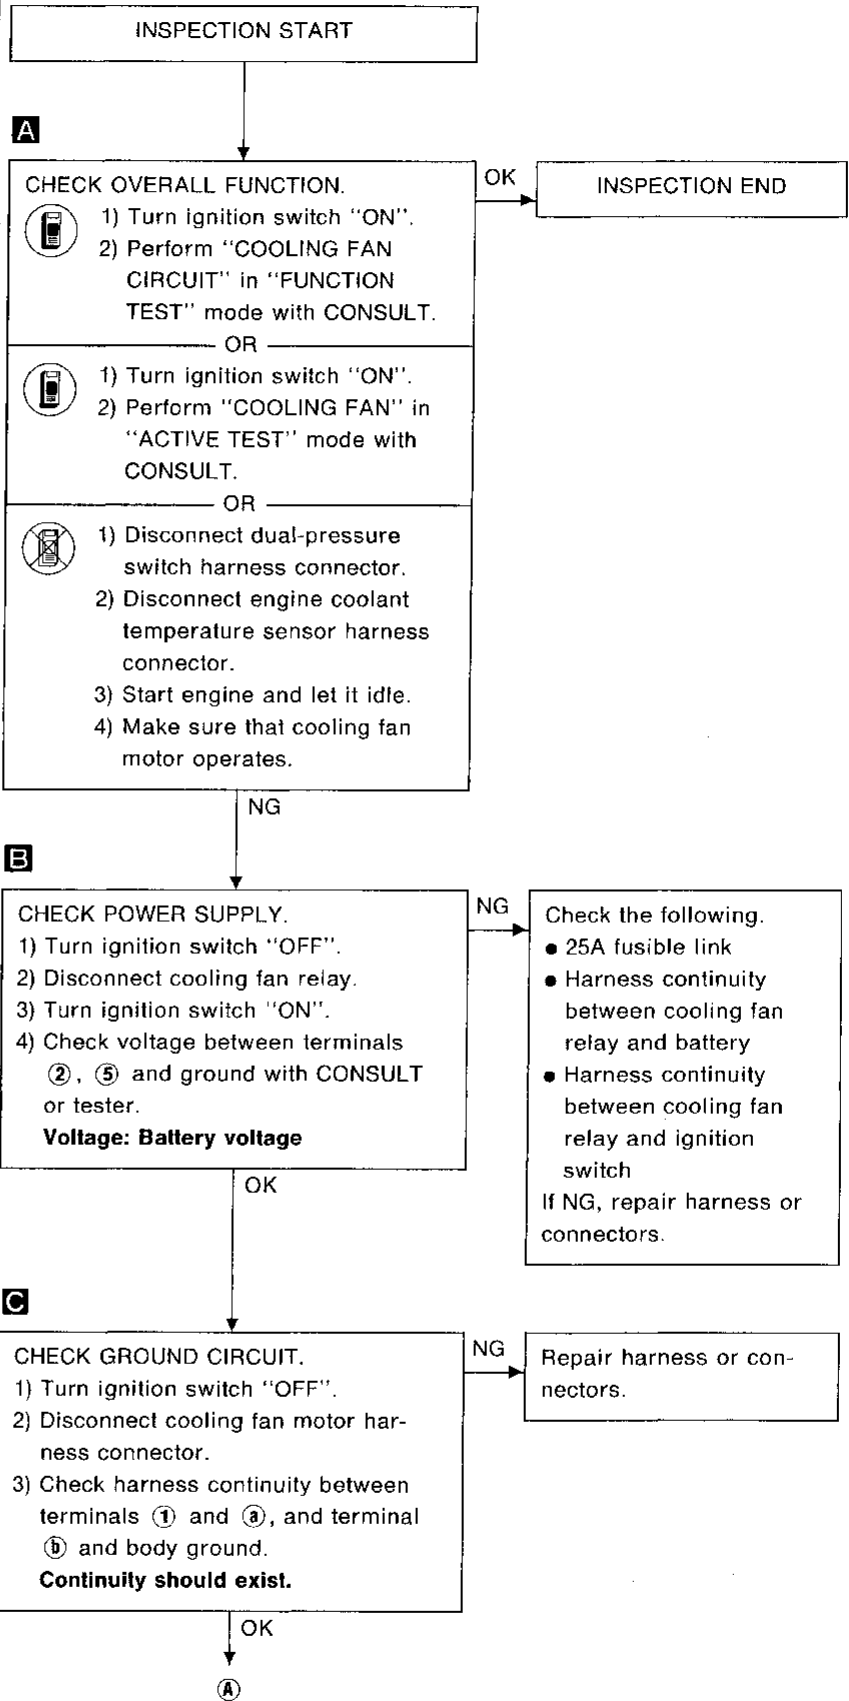 INSPECTION START
A
CHECK OVERALL FUNCTION.
1) Turn ignition switch "ON".
2) Perform "COOLING FAN
CIRCUIT" in "FUNCTION
TEST" mode with CONSULT.
OR
1) Turn ignition switch "ON".
2) Perform "COOLING FAN" in
"ACTIVE TEST" mode with
CONSULT.
OR
1) Disconnect dual-pressure
switch harness connector.
2) Disconnect engine coolant
temperature sensor harness
connector.
3) Start engine and let it idle.
4) Make sure that cooling fan
motor operates.
OK
INSPECTION END
NG
B
CHECK POWER SUPPLY.
1) Turn ignition switch "OFF".
2) Disconnect cooling fan relay.
3) Turn ignition switch "ON".
4) Check voltage between terminals
②, ⑤ and ground with CONSULT
or tester.
Voltage: Battery voltage
NG
Check the following.
● 25A fusible link
● Harness continuity
between cooling fan
relay and battery
● Harness continuity
between cooling fan
relay and ignition
switch
If NG, repair harness or
connectors.
OK
C
CHECK GROUND CIRCUIT.
1) Turn ignition switch "OFF".
2) Disconnect cooling fan motor har-
ness connector.
3) Check harness continuity between
terminals ① and ⓐ, and terminal
ⓑ and body ground.
Continuity should exist.
NG
Repair harness or con-
nectors.
OK
Ⓐ